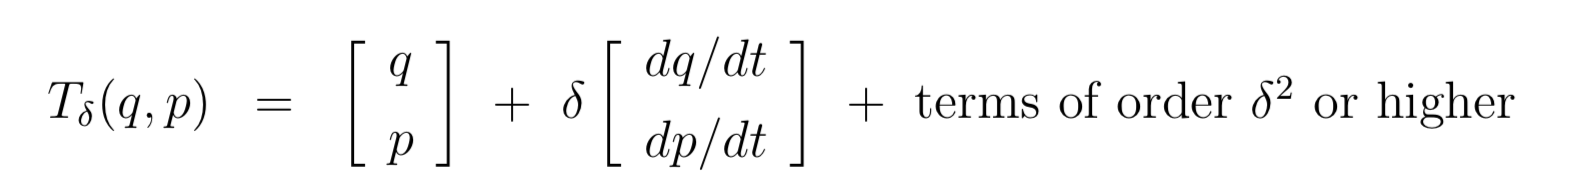 T_δ(q, p) = [ q p ] + δ [ dq/dt dp/dt ] + terms of order δ² or higher